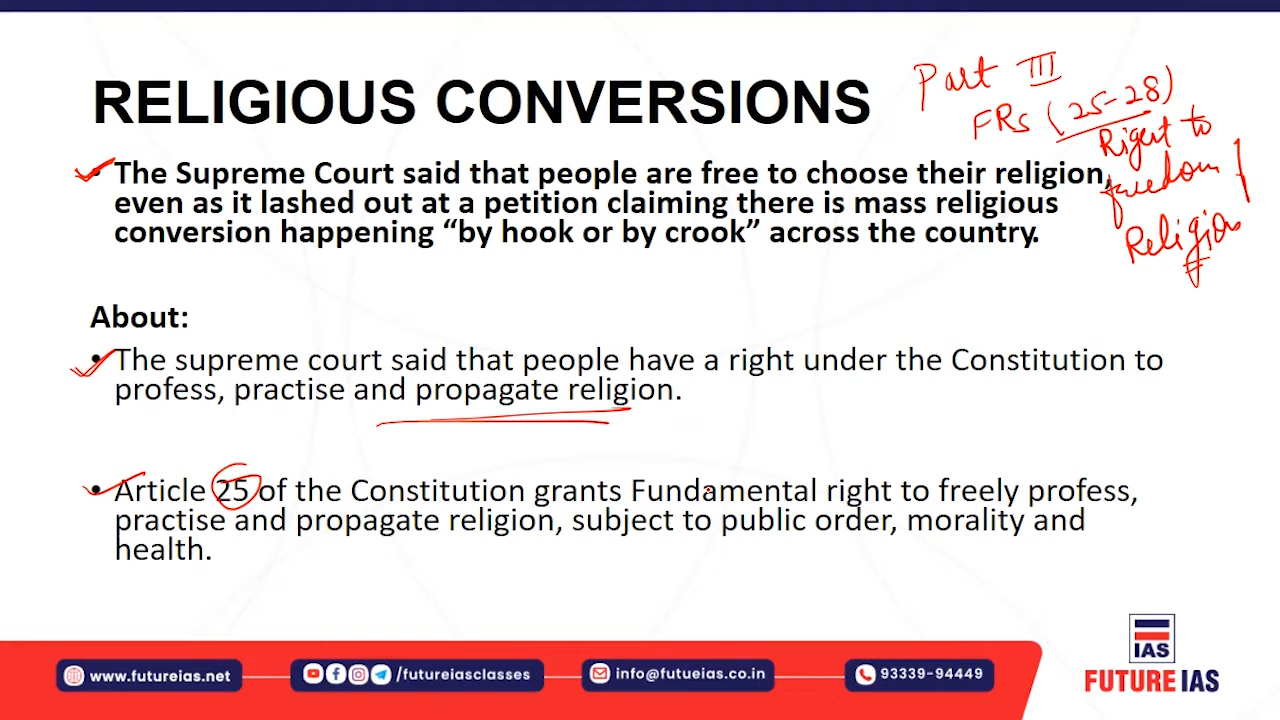 RELIGIOUS CONVERSIONS
Part III
FRs (25-28)
Right to
freedom
Religion
• The Supreme Court said that people are free to choose their religion,
even as it lashed out at a petition claiming there is mass religious
conversion happening “by hook or by crook” across the country.
About:
• The supreme court said that people have a right under the Constitution to
profess, practise and propagate religion.
• Article 25 of the Constitution grants Fundamental right to freely profess,
practise and propagate religion, subject to public order, morality and
health.
www.futureias.net
/futureiasclasses
info@futueias.co.in
93339-94449
IAS
FUTURE IAS